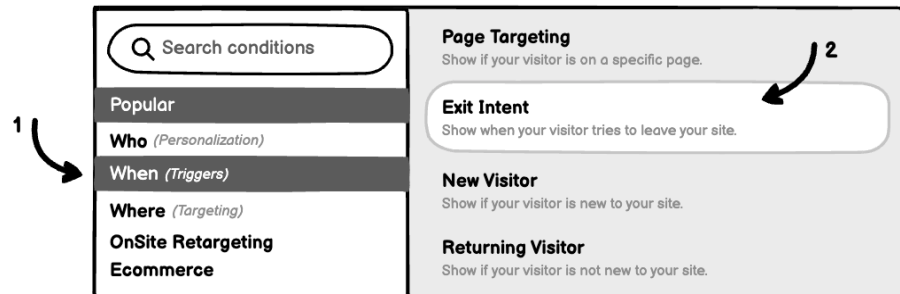 Search conditions
Popular
1
Who (Personalization)
When (Triggers)
Where (Targeting)
OnSite Retargeting
Ecommerce
Page Targeting
Show if your visitor is on a specific page.
2
Exit Intent
Show when your visitor tries to leave your site.
New Visitor
Show if your visitor is new to your site.
Returning Visitor
Show if your visitor is not new to your site.